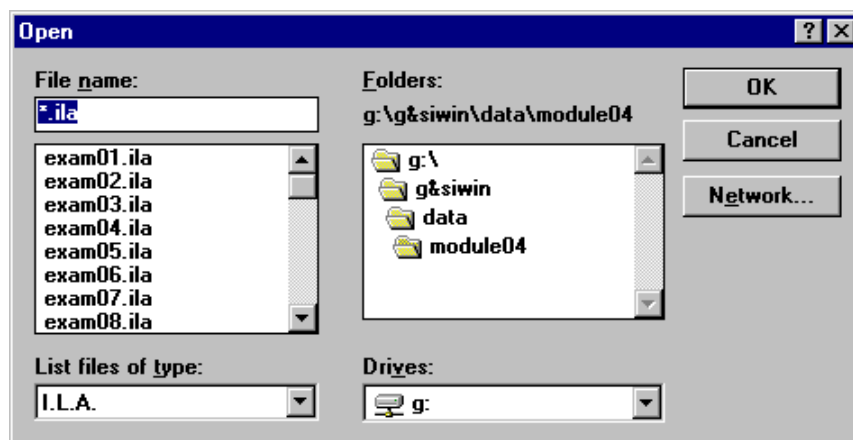 Open
File name:
*.ila
exam01.ila
exam02.ila
exam03.ila
exam04.ila
exam05.ila
exam06.ila
exam07.ila
exam08.ila
List files of type:
I.L.A.
Folders:
g:\g&siwin\data\module04
g:\
g&siwin
data
module04
Drives:
g:
OK
Cancel
Network...